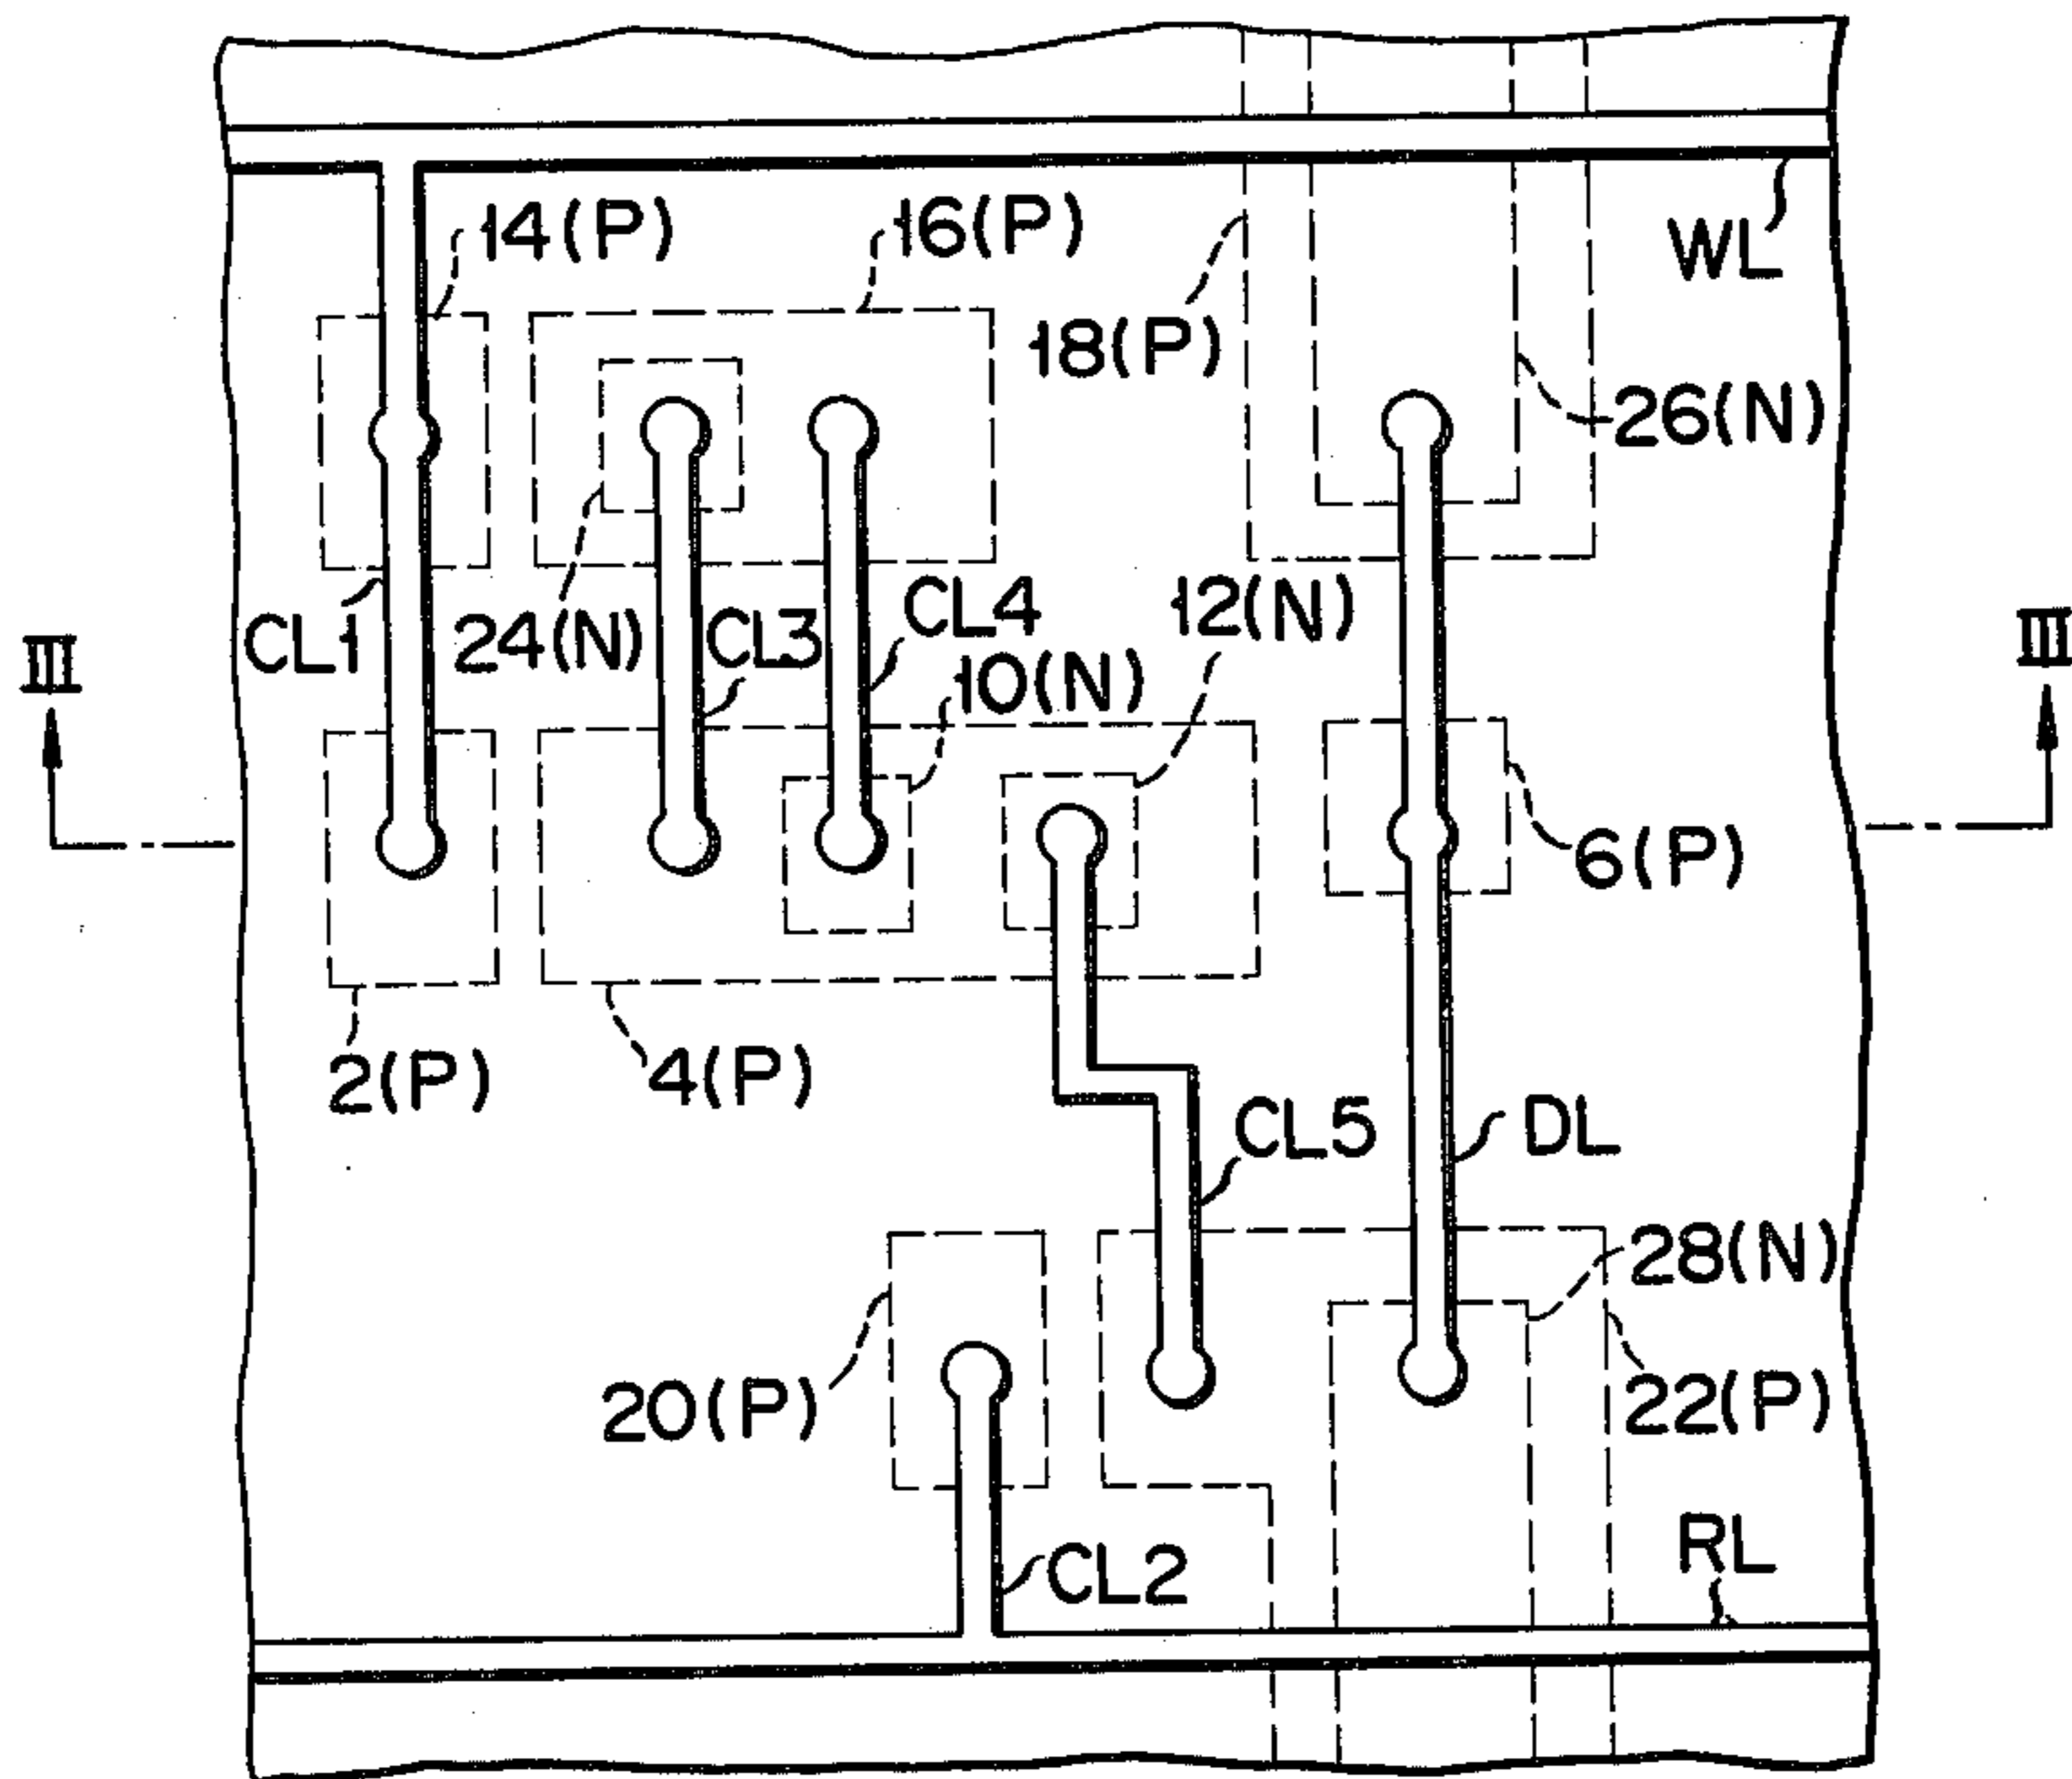 14(P)
16(P)
WL
18(P)
26(N)
CL1
24(N)
CL3
CL4
12(N)
III
III
10(N)
6(P)
2(P)
4(P)
CL5
DL
28(N)
20(P)
22(P)
CL2
RL